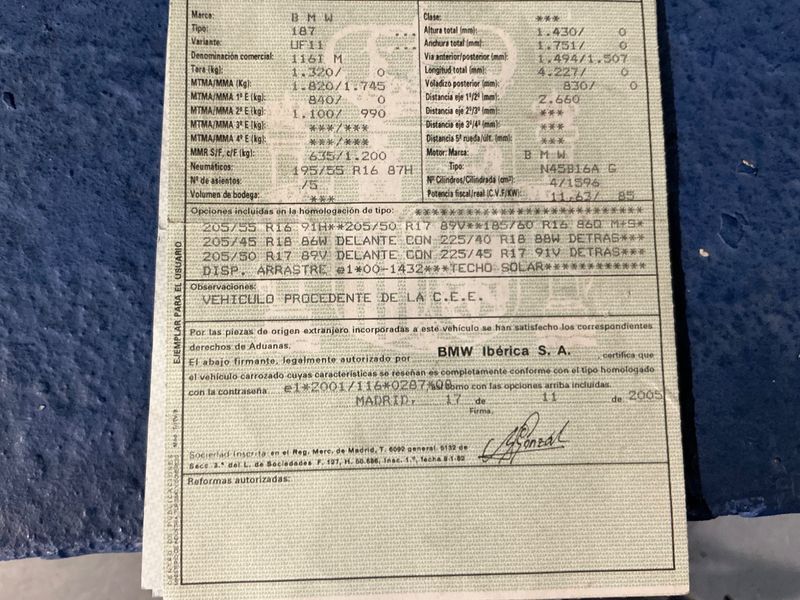 Marca: B M W
Tipo: 187
Variante: UF11
Denominación comercial: 116I M
Tara (kg): 1.320/ 0
MTMA/MMA (Kg): 1.820/1.745
MTMA/MMA 1º E (kg): 840/ 0
MTMA/MMA 2º E (kg): 1.100/ 990
MTMA/MMA 3º E (kg): ***/***
MTMA/MMA 4º E (kg): ***/***
MMR S/F, c/F (kg): 635/1.200
Neumáticos: 195/55 R16 87H
Nº de asientos /5
Volumen de bodega: ***
Clase: ***
Altura total (mm): 1.430/ 0
Anchura total (mm): 1.751/ 0
Vía anterior/posterior (mm): 1.494/1.507
Longitud total (mm): 4.227/ 0
Voladizo posterior (mm): 830/ 0
Distancia eje 1º/2º (mm): 2.660
Distancia eje 2º/3º (mm): ***
Distancia eje 3º/4º (mm): ***
Distancia 5ª rueda/últ. (mm): ***
Motor: Marca: B M W
Tipo: N45B16A G
Nº Cilindros/Cilindrada (cm³) 4/1596
Potencia fiscal/real (C.V.F/KW) 11,63/ 85
Opciones incluidas en la homologación de tipo: **************************
205/55 R16 91H**205/50 R17 89V**185/60 R16 86Q M+S*
205/45 R18 86W DELANTE CON 225/40 R18 88W DETRAS***
205/50 R17 89V DELANTE CON 225/45 R17 91V DETRAS***
DISP. ARRASTRE e1*00-1432***TECHO SOLAR************
Observaciones:
VEHICULO PROCEDENTE DE LA C.E.E.
Por las piezas de origen extranjero incorporadas a este vehículo se han satisfecho los correspondientes
derechos de Aduanas.
El abajo firmante, legalmente autorizado por BMW Ibérica S. A. , certifica que
el vehículo carrozado cuyas características se reseñan es completamente conforme con el tipo homologado
con la contraseña e1*2001/116*0287*08 así como con las opciones arriba incluidas.
MADRID, 17 de 11 de 2005
Firma.
Sociedad Inscrita en el Reg. Merc. de Madrid, T. 6092 general, 5132 de
Secc. 3.ª del L. de Sociedades F. 197, H. 50.686, Insc. 1.ª, fecha 8-1-82
Reformas autorizadas:
EJEMPLAR PARA EL USUARIO